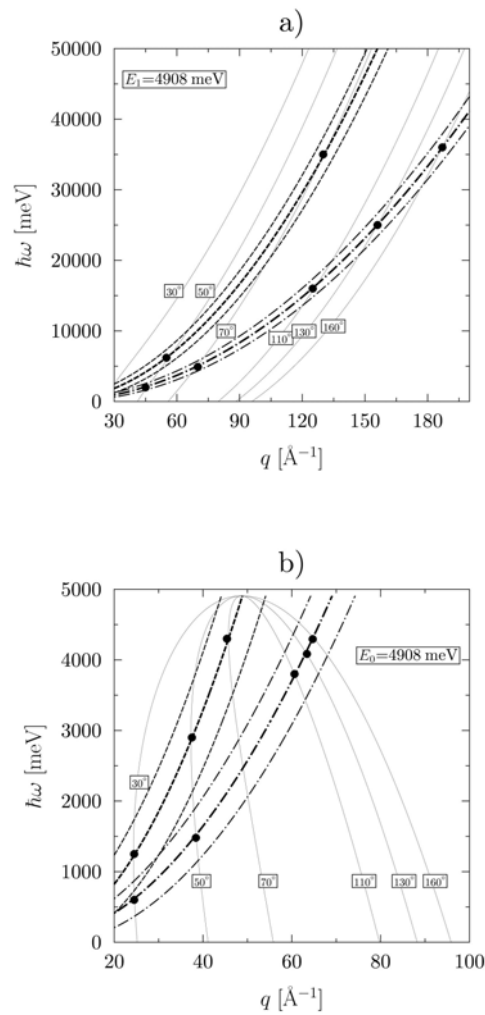 a)
50000
E₁=4908 meV
40000
30000
ħω [meV]
20000
30° 50°
10000
70° 110° 130° 160°
0
30 60 90 120 150 180
q [Å⁻¹]
b)
5000
4000
E₀=4908 meV
3000
ħω [meV]
30°
2000
1000
50° 70° 110° 130° 160°
0
20 40 60 80 100
q [Å⁻¹]